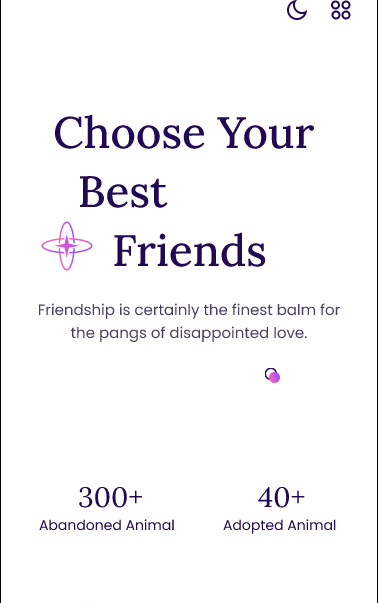 Choose Your
Best
Friends
Friendship is certainly the finest balm for
the pangs of disappointed love.
300+ 40+
Abandoned Animal Adopted Animal